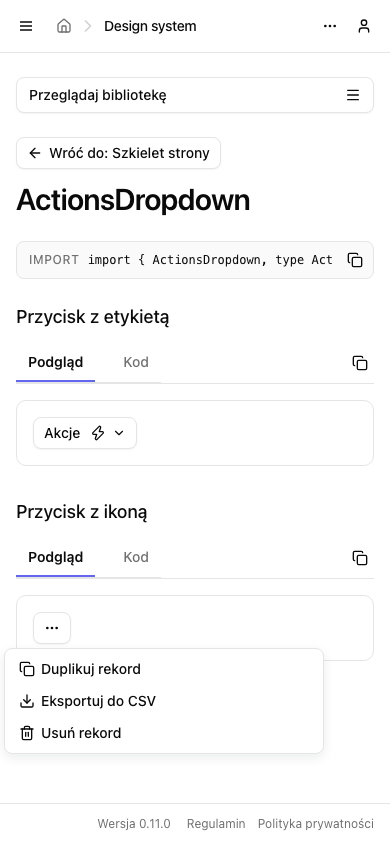 Design system
Przeglądaj bibliotekę
Wróć do: Szkielet strony
ActionsDropdown
IMPORT import { ActionsDropdown, type Act
Przycisk z etykietą
Podgląd Kod
Akcje
Przycisk z ikoną
Podgląd Kod
Duplikuj rekord
Eksportuj do CSV
Usuń rekord
Wersja 0.11.0 Regulamin Polityka prywatności